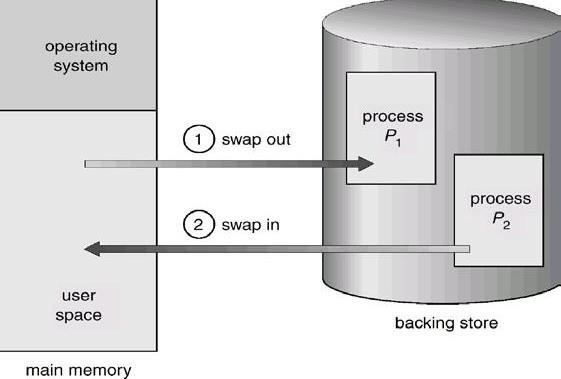 operating
system
1 swap out
process
P1
process
P2
2 swap in
user
space
backing store
main memory